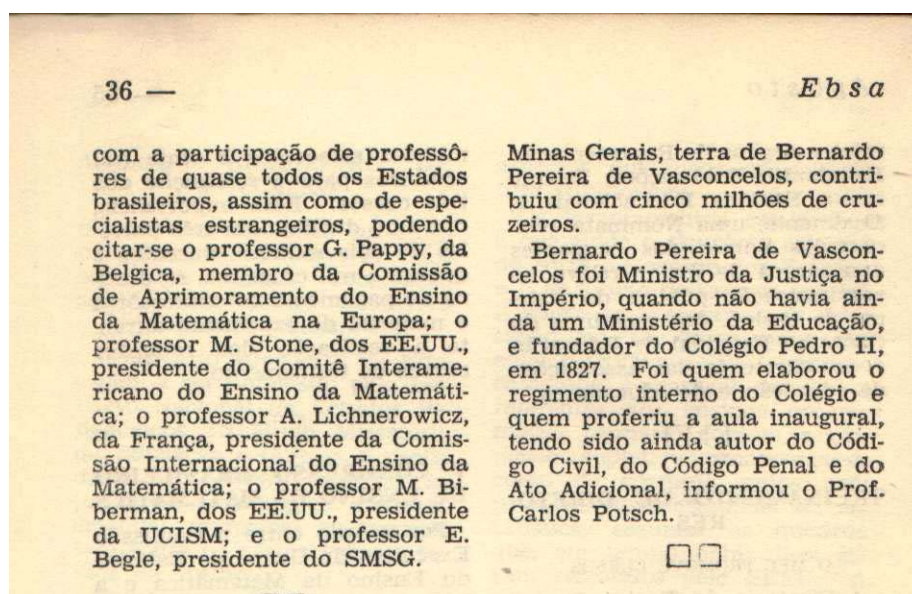 36 —
Ebsa
com a participação de professô-
res de quase todos os Estados
brasileiros, assim como de espe-
cialistas estrangeiros, podendo
citar-se o professor G. Pappy, da
Belgica, membro da Comissão
de Aprimoramento do Ensino
da Matemática na Europa; o
professor M. Stone, dos EE.UU.,
presidente do Comitê Interame-
ricano do Ensino da Matemáti-
ca; o professor A. Lichnerowicz,
da França, presidente da Comis-
são Internacional do Ensino da
Matemática; o professor M. Bi-
berman, dos EE.UU., presidente
da UCISM; e o professor E.
Begle, presidente do SMSG.
Minas Gerais, terra de Bernardo
Pereira de Vasconcelos, contri-
buiu com cinco milhões de cru-
zeiros.
Bernardo Pereira de Vascon-
celos foi Ministro da Justiça no
Império, quando não havia ain-
da um Ministério da Educação,
e fundador do Colégio Pedro II,
em 1827. Foi quem elaborou o
regimento interno do Colégio e
quem proferiu a aula inaugural,
tendo sido ainda autor do Códi-
go Civil, do Código Penal e do
Ato Adicional, informou o Prof.
Carlos Potsch.